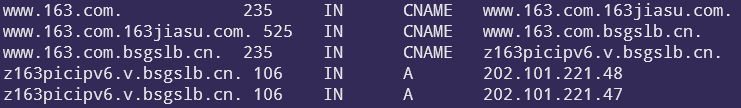 www.163.com. 235 IN CNAME www.163.com.163jiasu.com.
www.163.com.163jiasu.com. 525 IN CNAME www.163.com.bsgslb.cn.
www.163.com.bsgslb.cn. 235 IN CNAME z163picipv6.v.bsgslb.cn.
z163picipv6.v.bsgslb.cn. 106 IN A 202.101.221.48
z163picipv6.v.bsgslb.cn. 106 IN A 202.101.221.47